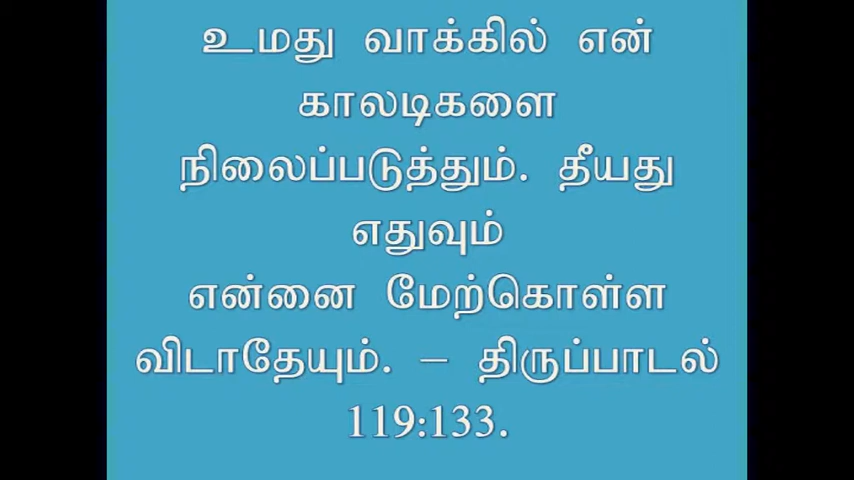 உமது வாக்கில் என்
காலடிகளை
நிலைப்படுத்தும். தீயது
எதுவும்
என்னை மேற்கொள்ள
விடாதேயும். – திருப்பாடல்
119:133.